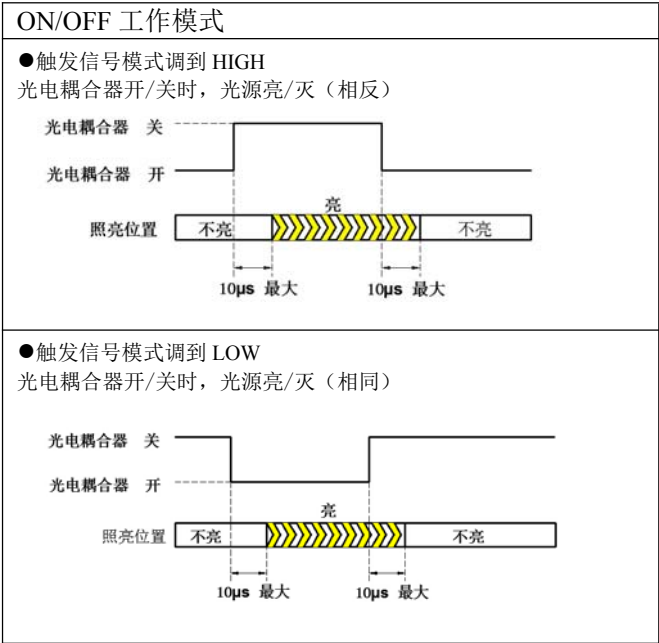 ON/OFF 工作模式
●触发信号模式调到 HIGH
光电耦合器开/关时，光源亮/灭（相反）
光电耦合器 关
光电耦合器 开
亮
照亮位置 不亮 不亮
10μs 最大 10μs 最大
●触发信号模式调到 LOW
光电耦合器开/关时，光源亮/灭（相同）
光电耦合器 关
光电耦合器 开
亮
照亮位置 不亮 不亮
10μs 最大 10μs 最大